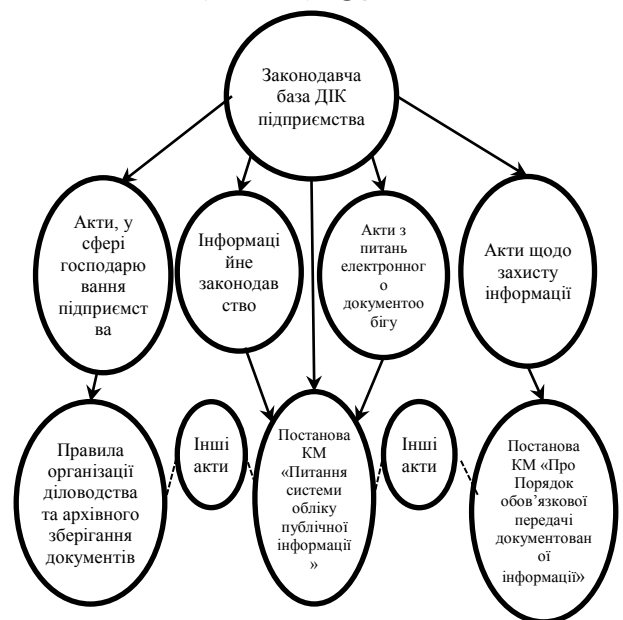 Законодавча
база ДІК
підприємства
Акти, у
сфері
господарю
вання
підприємст
ва
Інформаці
йне
законодав
ство
Акти з
питань
електронног
о
документоо
бігу
Акти щодо
захисту
інформації
Правила
організації
діловодства
та архівного
зберігання
документів
Інші
акти
Постанова
КМ
«Питання
системи
обліку
публічної
інформації
»
Інші
акти
Постанова
КМ «Про
Порядок
обов’язкової
передачі
документован
ої
інформації»